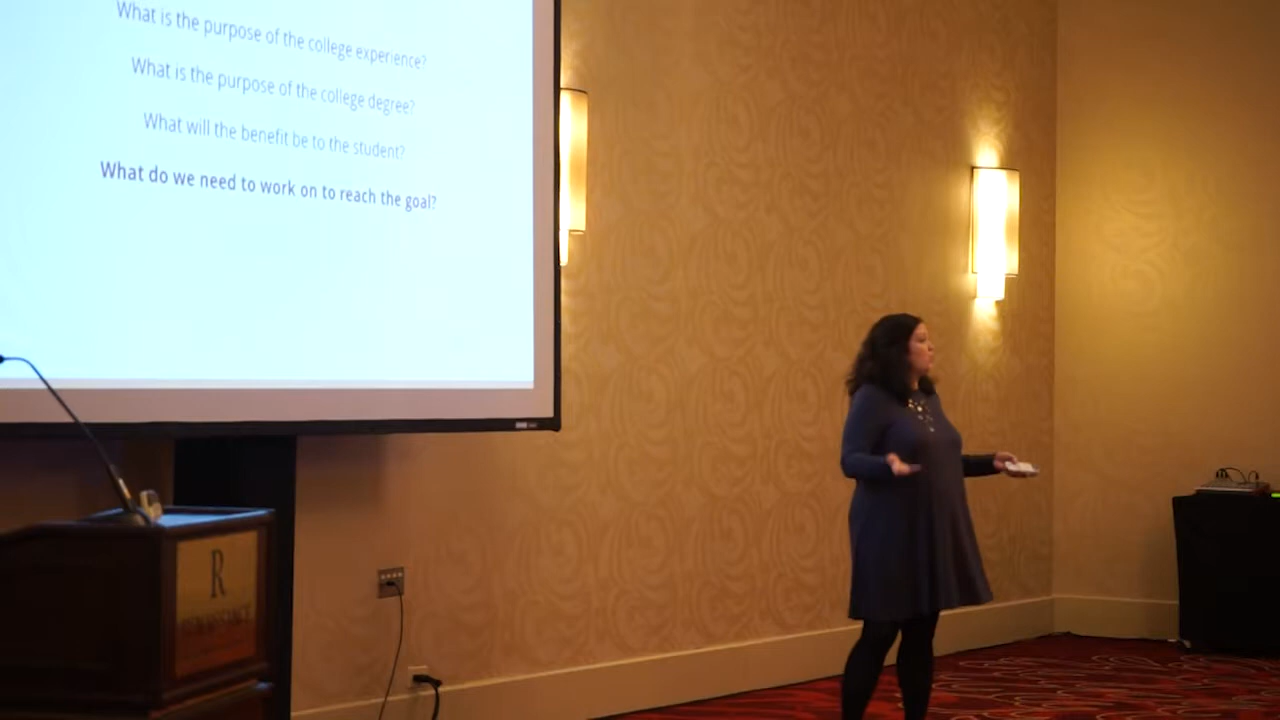 What is the purpose of the college experience?
What is the purpose of the college degree?
What will the benefit be to the student?
What do we need to work on to reach the goal?
R
RENAISSANCE